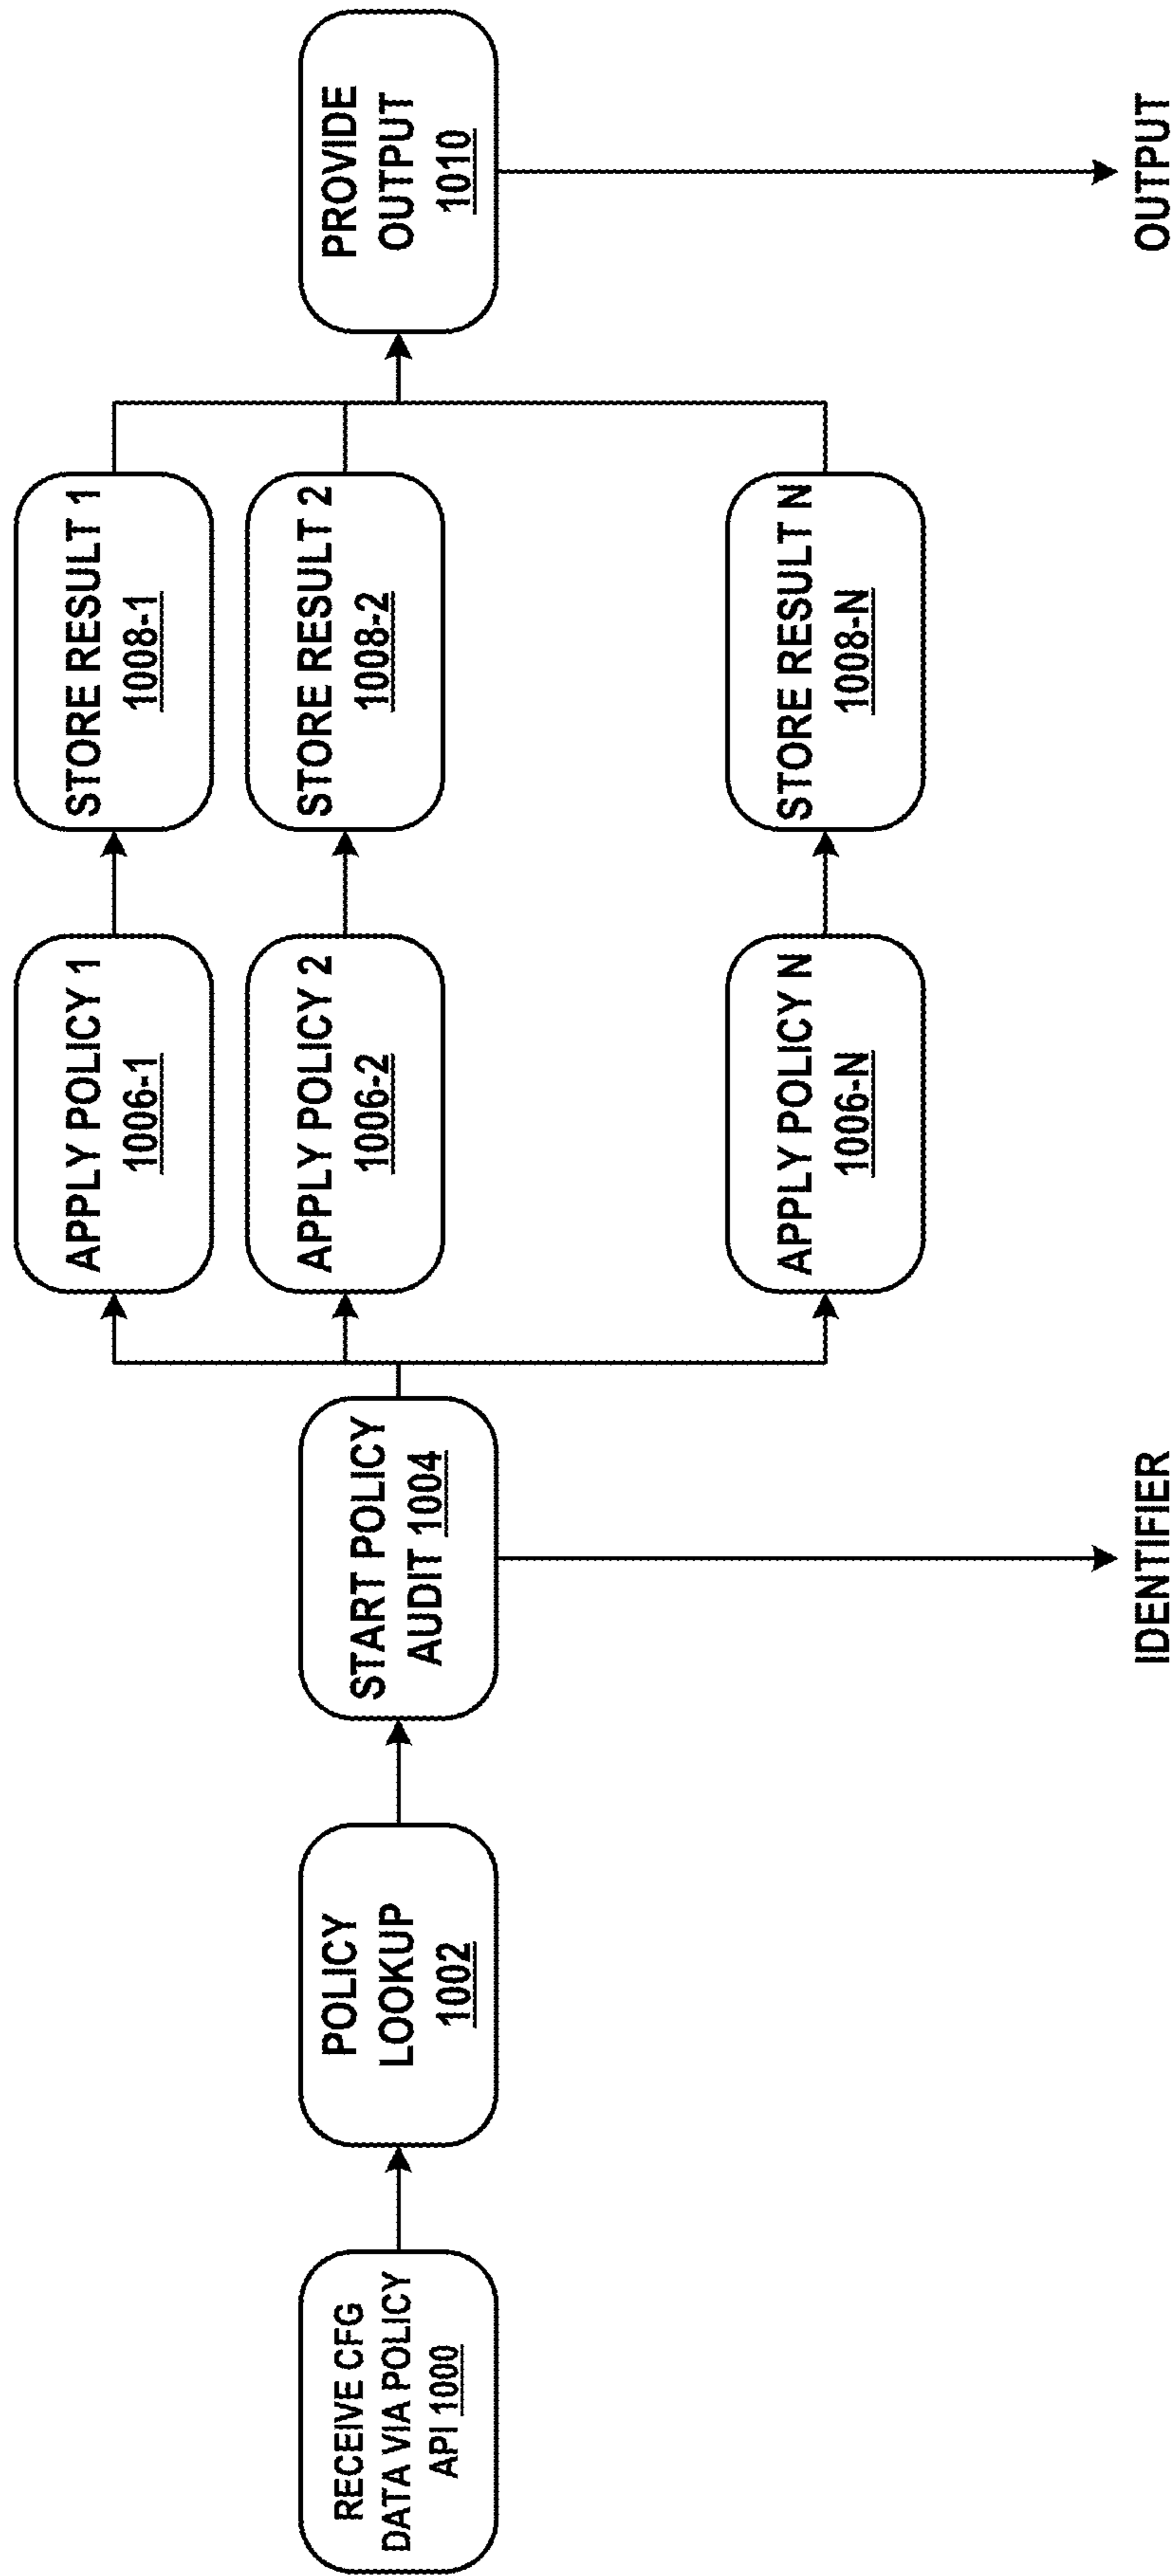 RECEIVE CFG
DATA VIA POLICY
API 1000
POLICY
LOOKUP
1002
START POLICY
AUDIT 1004
IDENTIFIER
APPLY POLICY 1
1006-1
APPLY POLICY 2
1006-2
APPLY POLICY N
1006-N
STORE RESULT 1
1008-1
STORE RESULT 2
1008-2
STORE RESULT N
1008-N
PROVIDE
OUTPUT
1010
OUTPUT